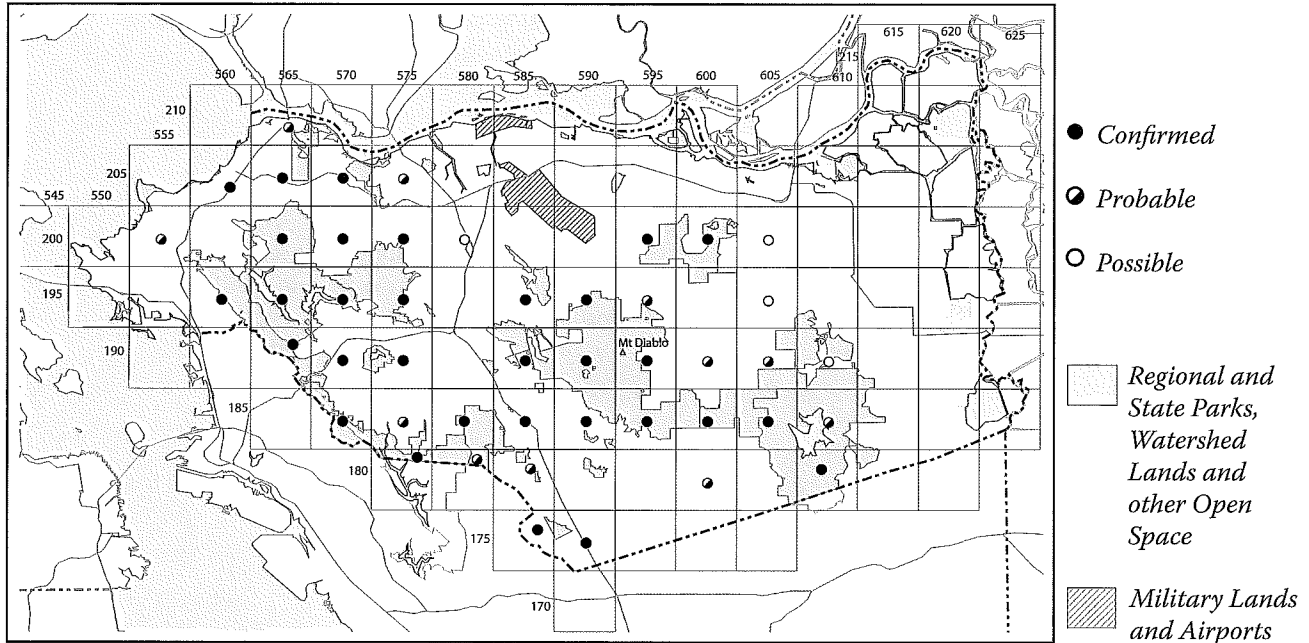 615 620 625
215
560 565 570 575 580 585 590 595 600 605 610
210
555
205
545 550
200
195
190
Mt Diablo
185
180
175
170
Confirmed
Probable
Possible
Regional and
State Parks,
Watershed
Lands and
other Open
Space
Military Lands
and Airports